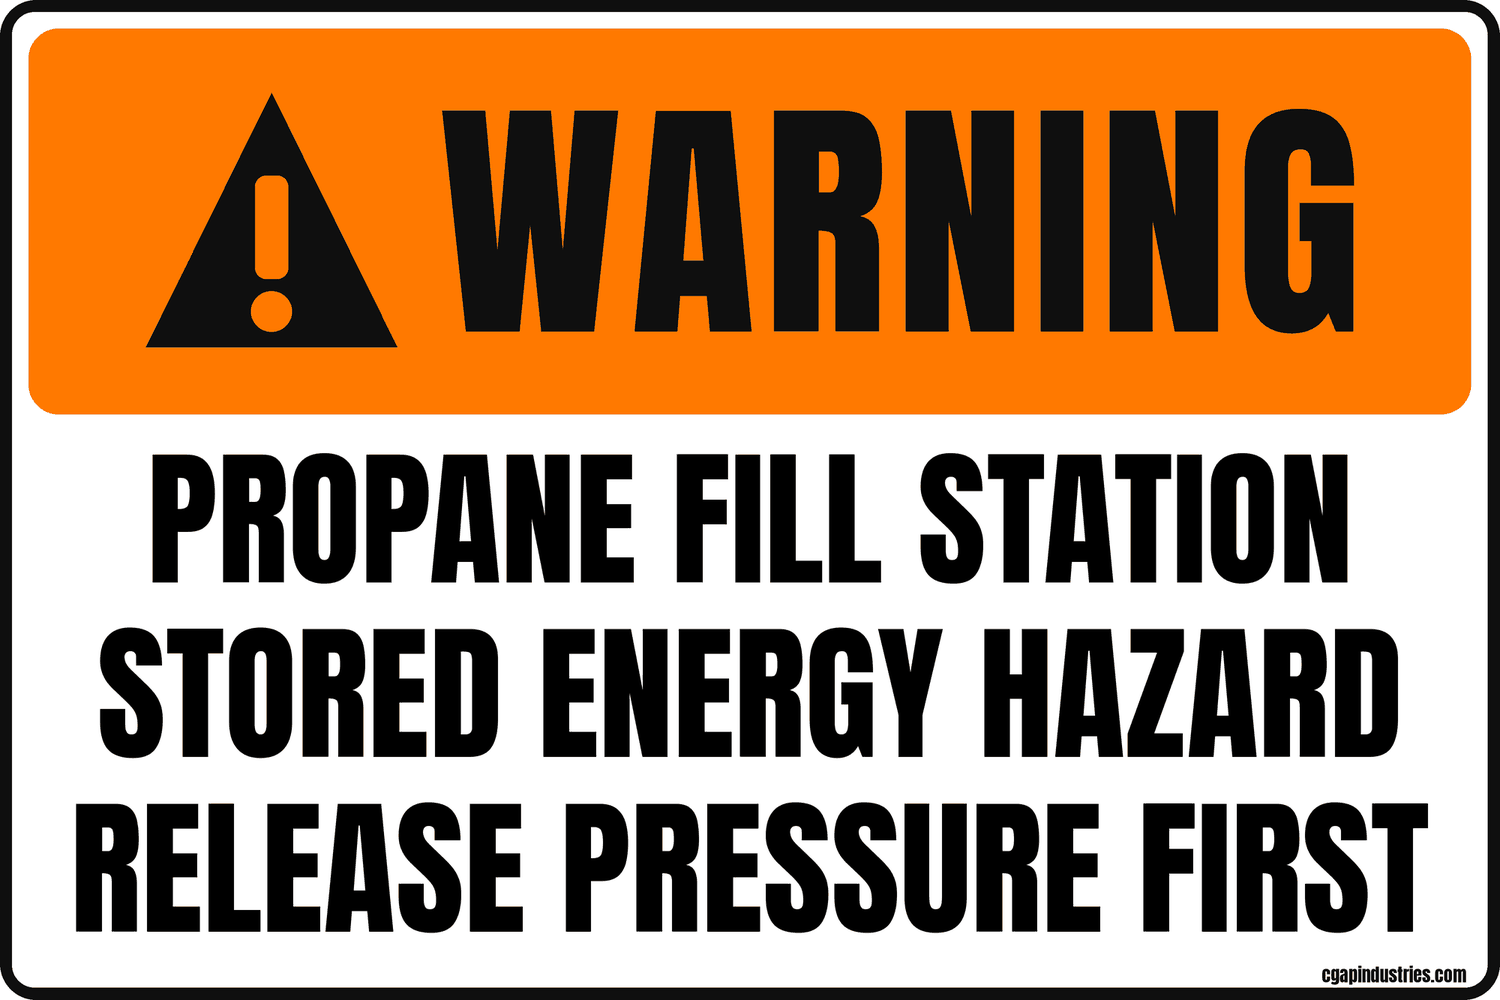 WARNING
PROPANE FILL STATION
STORED ENERGY HAZARD
RELEASE PRESSURE FIRST
cgapindustries.com